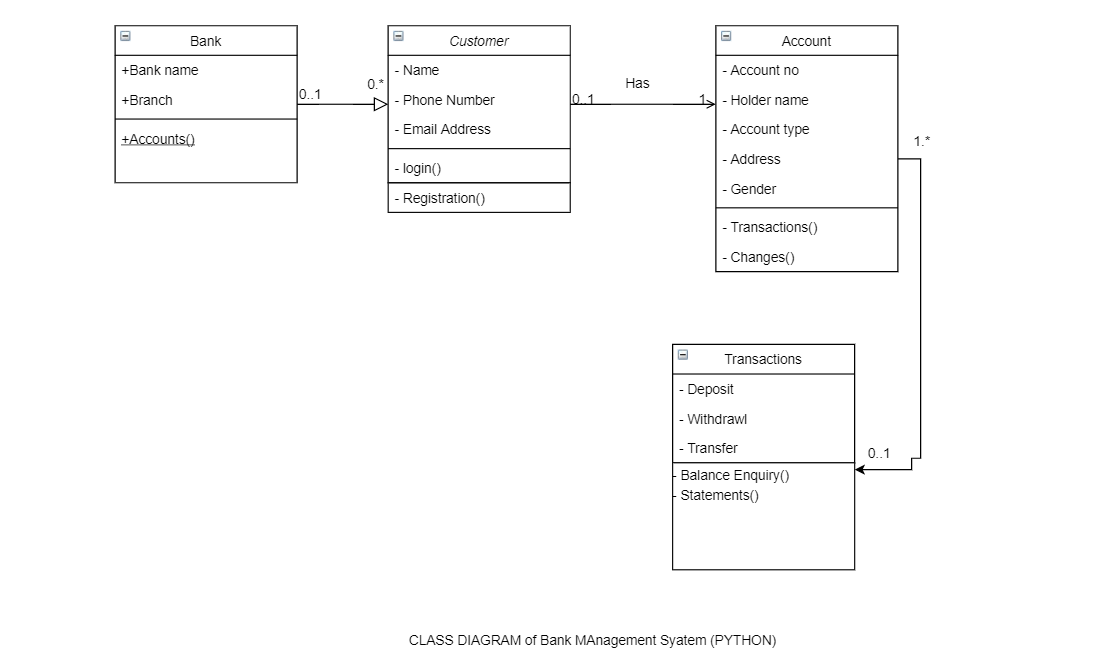 Bank
+Bank name
+Branch
+Accounts()
0..1
0.*
Customer
- Name
- Phone Number
- Email Address
- login()
- Registration()
0..1
Has
1
Account
- Account no
- Holder name
- Account type
- Address
- Gender
- Transactions()
- Changes()
1.*
Transactions
- Deposit
- Withdrawl
- Transfer
- Balance Enquiry()
- Statements()
0..1
CLASS DIAGRAM of Bank MAnagement Syatem (PYTHON)